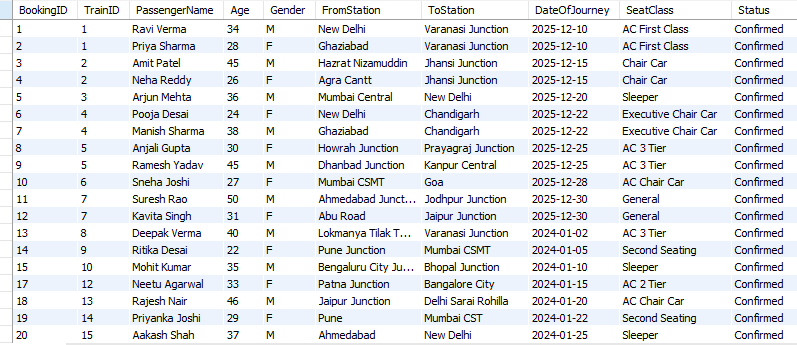 BookingID TrainID PassengerName Age Gender FromStation ToStation DateOfJourney SeatClass Status
1 1 Ravi Verma 34 M New Delhi Varanasi Junction 2025-12-10 AC First Class Confirmed
2 1 Priya Sharma 28 F Ghaziabad Varanasi Junction 2025-12-10 AC First Class Confirmed
3 2 Amit Patel 45 M Hazrat Nizamuddin Jhansi Junction 2025-12-15 Chair Car Confirmed
4 2 Neha Reddy 26 F Agra Cantt Jhansi Junction 2025-12-15 Chair Car Confirmed
5 3 Arjun Mehta 36 M Mumbai Central New Delhi 2025-12-20 Sleeper Confirmed
6 4 Pooja Desai 24 F New Delhi Chandigarh 2025-12-22 Executive Chair Car Confirmed
7 4 Manish Sharma 38 M Ghaziabad Chandigarh 2025-12-22 Executive Chair Car Confirmed
8 5 Anjali Gupta 30 F Howrah Junction Prayagraj Junction 2025-12-25 AC 3 Tier Confirmed
9 5 Ramesh Yadav 45 M Dhanbad Junction Kanpur Central 2025-12-25 AC 3 Tier Confirmed
10 6 Sneha Joshi 27 F Mumbai CSMT Goa 2025-12-28 AC Chair Car Confirmed
11 7 Suresh Rao 50 M Ahmedabad Junct... Jodhpur Junction 2025-12-30 General Confirmed
12 7 Kavita Singh 31 F Abu Road Jaipur Junction 2025-12-30 General Confirmed
13 8 Deepak Verma 40 M Lokmanya Tilak T... Varanasi Junction 2024-01-02 AC 3 Tier Confirmed
14 9 Ritika Desai 22 F Pune Junction Mumbai CSMT 2024-01-05 Second Seating Confirmed
15 10 Mohit Kumar 35 M Bengaluru City Ju... Bhopal Junction 2024-01-10 Sleeper Confirmed
17 12 Neetu Agarwal 33 F Patna Junction Bangalore City 2024-01-15 AC 2 Tier Confirmed
18 13 Rajesh Nair 46 M Jaipur Junction Delhi Sarai Rohilla 2024-01-20 AC Chair Car Confirmed
19 14 Priyanka Joshi 29 F Pune Mumbai CST 2024-01-22 Second Seating Confirmed
20 15 Aakash Shah 37 M Ahmedabad New Delhi 2024-01-25 Sleeper Confirmed